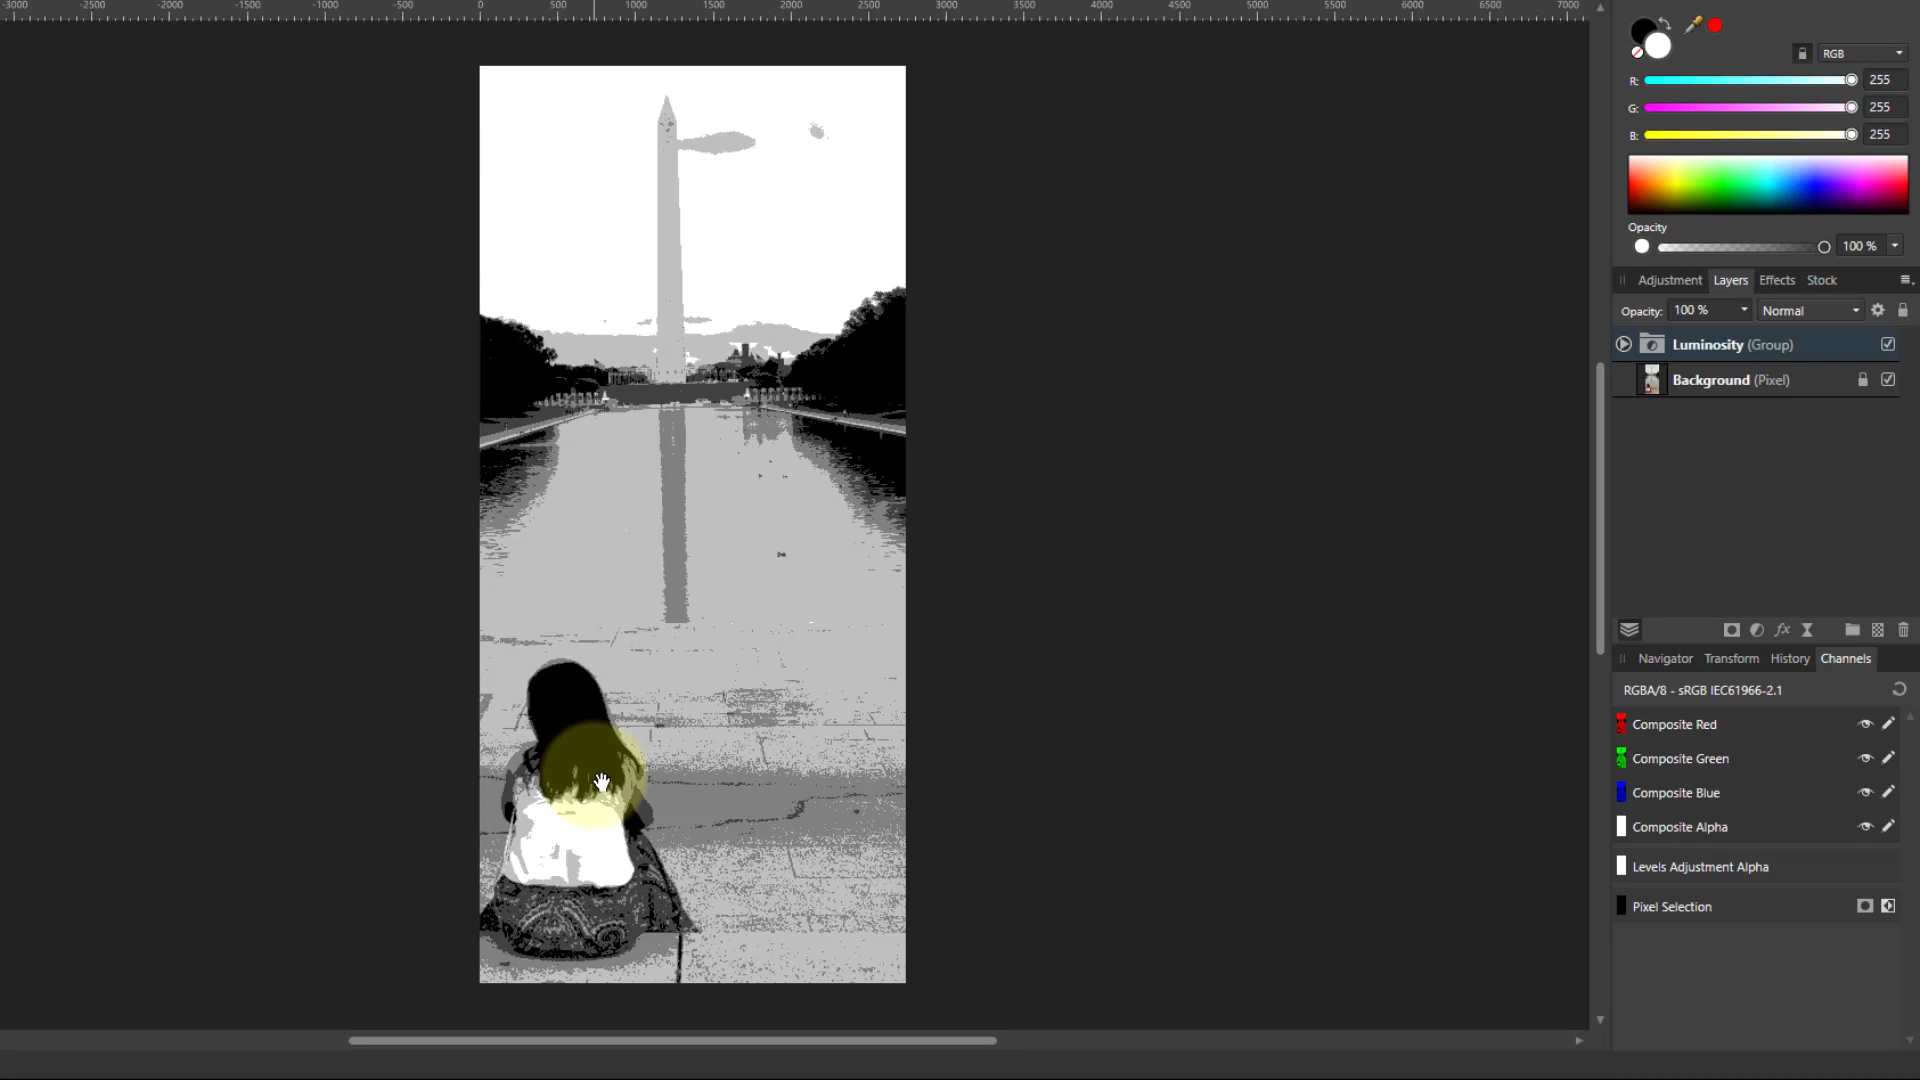 -3000 -2500 -2000 -1500 -1000 -500 0 500 1000 1500 2000 2500 3000 3500 4000 4500 5000 5500 6000 6500 7000
RGB
R: 255
G: 255
B: 255
Opacity
100 %
Adjustment Layers Effects Stock
Opacity: 100 % Normal
Luminosity (Group)
Background (Pixel)
fx
Navigator Transform History Channels
RGBA/8 - sRGB IEC61966-2.1
Composite Red
Composite Green
Composite Blue
Composite Alpha
Levels Adjustment Alpha
Pixel Selection